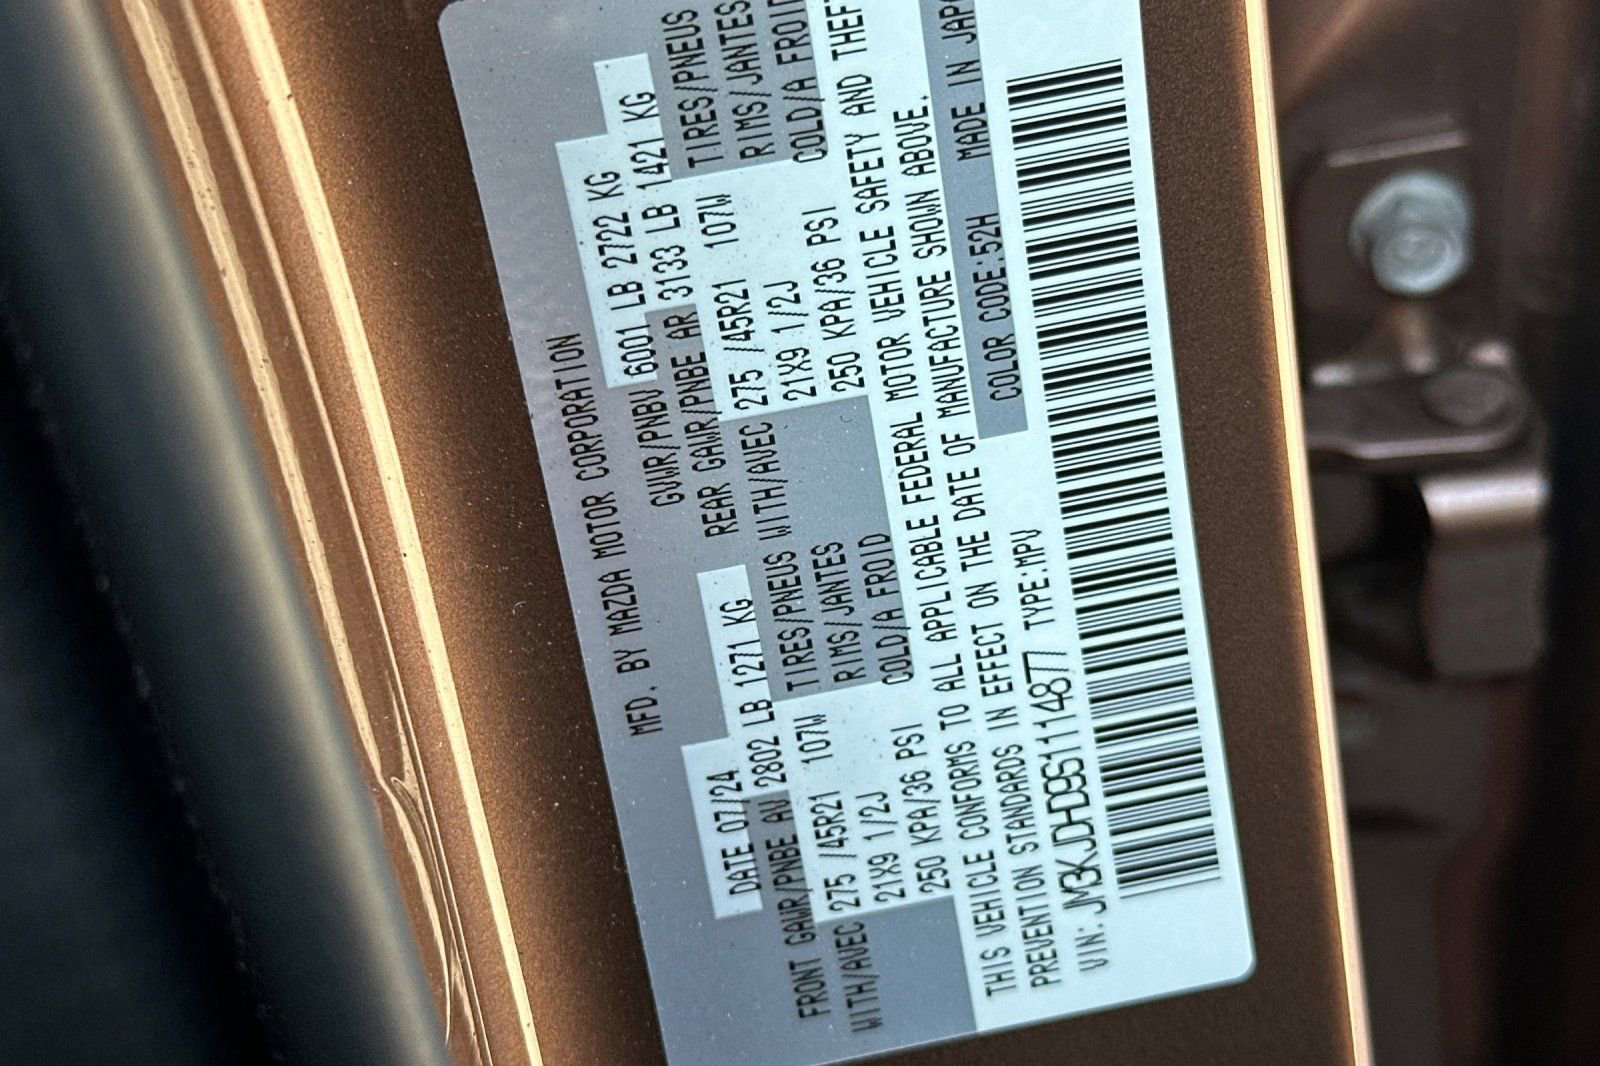 MFD. BY MAZDA MOTOR CORPORATION
DATE 07/24 GVWR/PNBV 6001 LB 2722 KG
FRONT GAWR/PNBE AV 2802 LB 1271 KG REAR GAWR/PNBE AR 3133 LB 1421 KG
WITH/AVEC 275 /45R21 107W TIRES/PNEUS WITH/AVEC 275 /45R21 107W TIRES/PNEUS
21X9 1/2J RIMS/JANTES 21X9 1/2J RIMS/JANTES
250 KPA/36 PSI COLD/A FROID 250 KPA/36 PSI COLD/A FROID
THIS VEHICLE CONFORMS TO ALL APPLICABLE FEDERAL MOTOR VEHICLE SAFETY AND
PREVENTION STANDARDS IN EFFECT ON THE DATE OF MANUFACTURE SHOWN ABOVE.
VIN: JM3KJDHD9S1114877 TYPE:MPV COLOR CODE:52H MADE IN